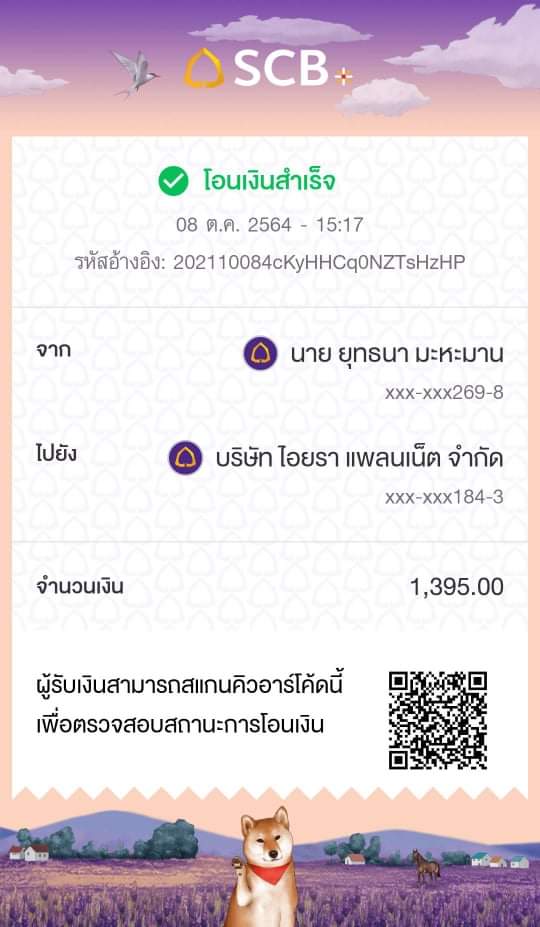 SCB+
โอนเงินสำเร็จ
08 ต.ค. 2564 - 15:17
รหัสอ้างอิง: 202110084cKyHHCq0NZTsHzHP
จาก
นาย ยุทธนา มะหะมาน
xxx-xxx269-8
ไปยัง
บริษัท ไอยรา แพลนเน็ต จำกัด
xxx-xxx184-3
จำนวนเงิน
1,395.00
ผู้รับเงินสามารถสแกนคิวอาร์โค้ดนี้
เพื่อตรวจสอบสถานะการโอนเงิน